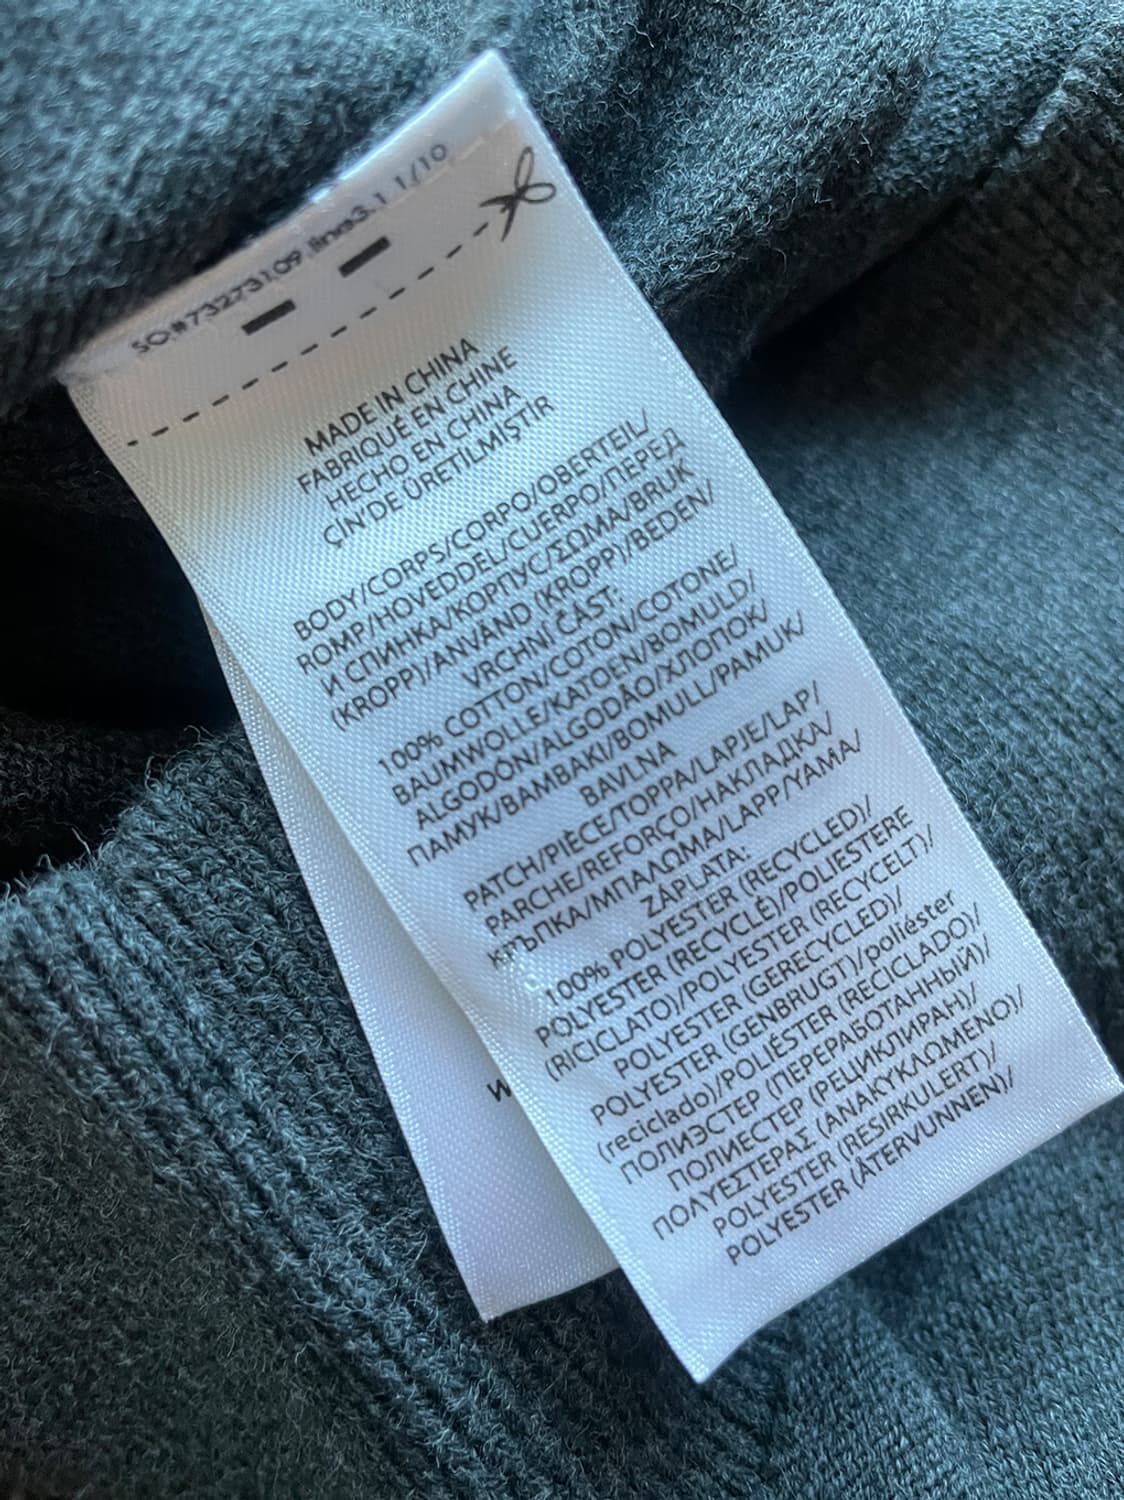 SO#73273109 line3.1 1/10
MADE IN CHINA
FABRIQUÉ EN CHINE
HECHO EN CHINA
ÇİN'DE ÜRETİLMİŞTİR
BODY/CORPS/CORPO/OBERTEIL/
ROMP/HOVEDDEL/CUERPO/ПЕРЕД
И СПИНКА/КОРПУС/ΣΩΜΑ/BRUK
(KROPP)/ANVÄND (KROPP)/BEDEN/
VRCHNÍ ČÁST:
100% COTTON/COTON/COTONE/
BAUMWOLLE/KATOEN/BOMULD/
ALGODÓN/ALGODÃO/ХЛОПОК/
ПАМУК/ΒΑΜΒΑΚΙ/BOMULL/PAMUK/
BAVLNA
PATCH/PIÈCE/TOPPA/LAPJE/LAP/
PARCHE/REFORÇO/НАКЛАДКА/
КРЪПКА/ΜΠΑΛΩΜΑ/LAPP/YAMA/
ZÁPLATA:
100% POLYESTER (RECYCLED)/
POLYESTER (RECYCLÉ)/POLIESTERE
(RICICLATO)/POLYESTER (RECYCELT)/
POLYESTER (GERECYCLED)/
POLYESTER (GENBRUGT)/poliéster
(reciclado)/POLIÉSTER (RECICLADO)/
ПОЛИЭСТЕР (ПЕРЕРАБОТАННЫЙ)/
ПОЛИЕСТЕР (РЕЦИКЛИРАН)/
ΠΟΛΥΕΣΤΕΡΑΣ (ΑΝΑΚΥΚΛΩΜΕΝΟ)/
POLYESTER (RESIRKULERT)/
POLYESTER (ÅTERVUNNEN)/